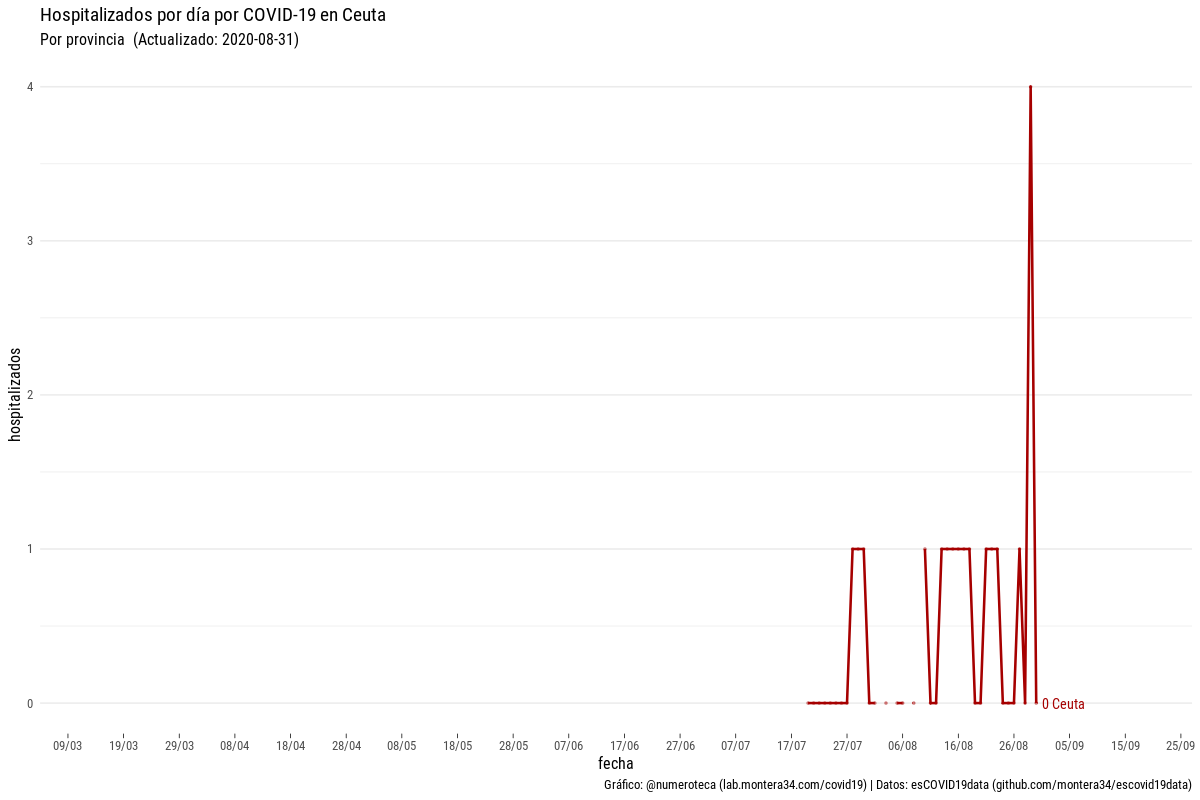 Hospitalizados por día por COVID-19 en Ceuta
Por provincia (Actualizado: 2020-08-31)
4
3
2
1
0
hospitalizados
0 Ceuta
09/03 19/03 29/03 08/04 18/04 28/04 08/05 18/05 28/05 07/06 17/06 27/06 07/07 17/07 27/07 06/08 16/08 26/08 05/09 15/09 25/09
fecha
Gráfico: @numeroteca (lab.montera34.com/covid19) | Datos: esCOVID19data (github.com/montera34/escovid19data)